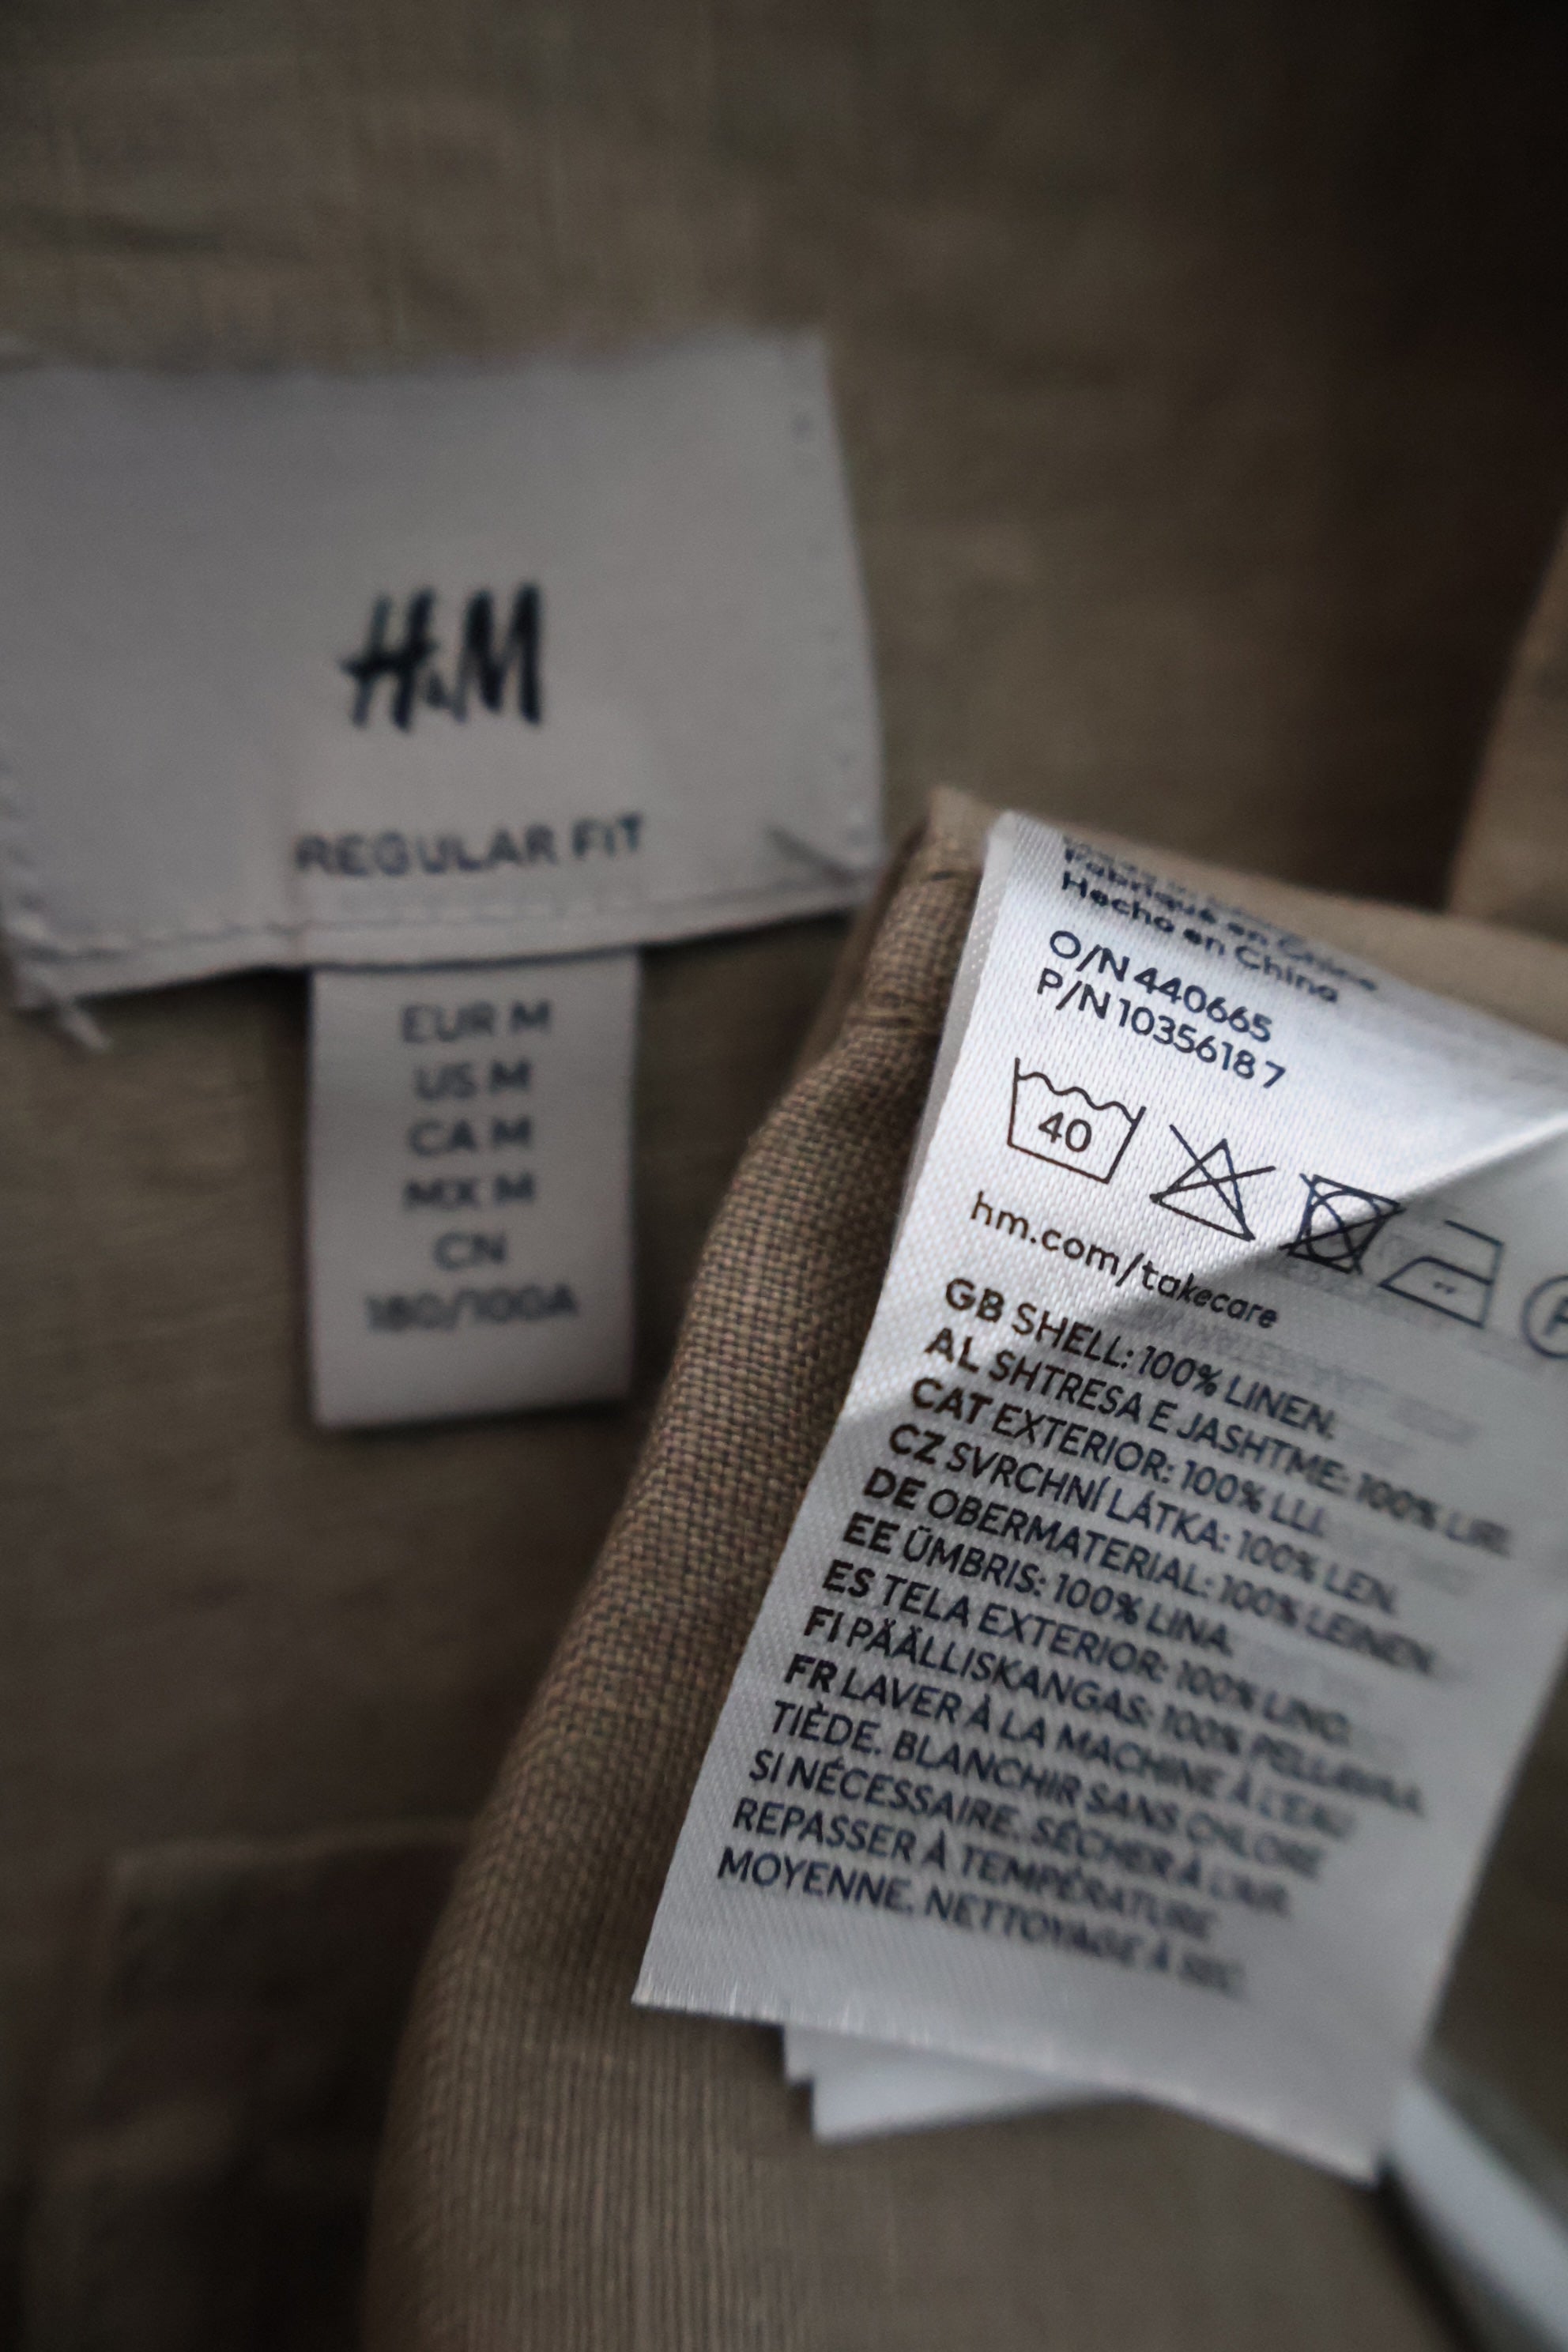 H&M
REGULAR FIT
EUR M
US M
CA M
MX M
CN
180/100A
Fabriqué en Chine
Hecho en China
O/N 440665
P/N 1035618 7
40
hm.com/takecare
GB SHELL: 100% LINEN.
AL SHTRESA E JASHTME: 100% LIRI.
CAT EXTERIOR: 100% LLI.
CZ SVRCHNÍ LÁTKA: 100% LEN.
DE OBERMATERIAL: 100% LEINEN.
EE ÜMBRIS: 100% LINA.
ES TELA EXTERIOR: 100% LINO.
FI PÄÄLLISKANGAS: 100% PELLAVAA.
FR LAVER À LA MACHINE À L'EAU
TIÈDE. BLANCHIR SANS CHLORE
SI NÉCESSAIRE. SÉCHER À L'AIR.
REPASSER À TEMPÉRATURE
MOYENNE. NETTOYAGE À SEC.